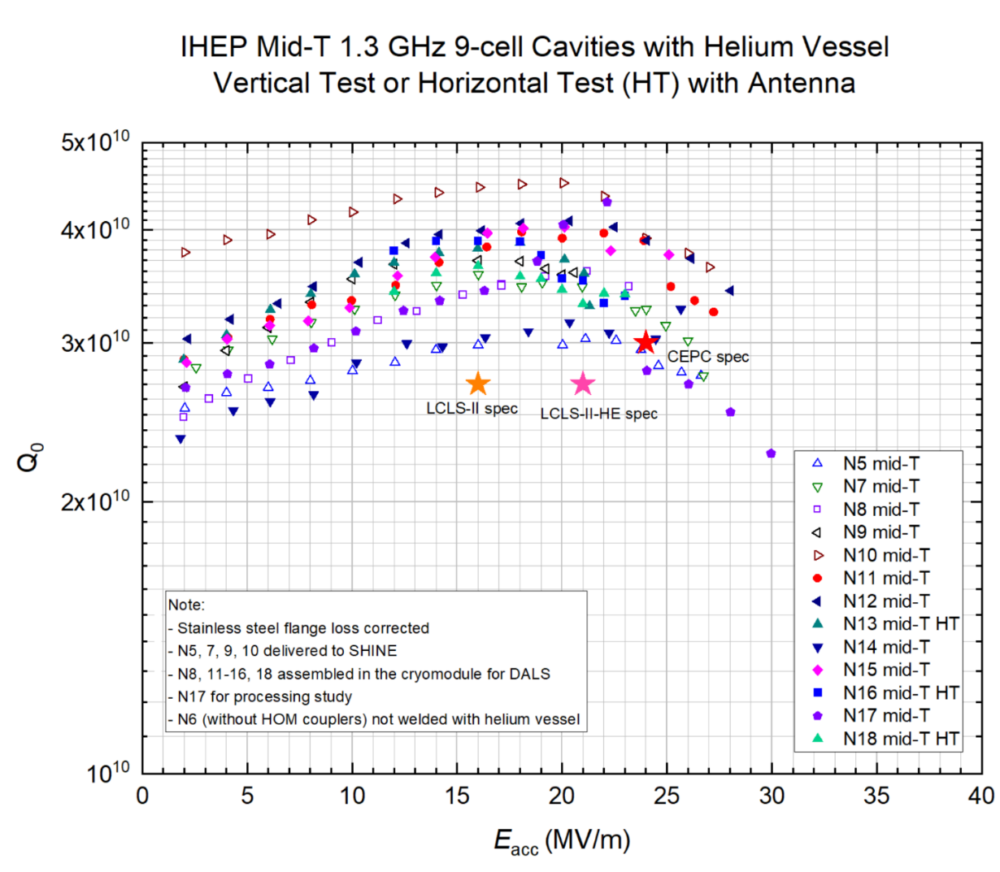 IHEP Mid-T 1.3 GHz 9-cell Cavities with Helium Vessel
Vertical Test or Horizontal Test (HT) with Antenna
5x10¹⁰
4x10¹⁰
3x10¹⁰
2x10¹⁰
10¹⁰
Q₀
CEPC spec
LCLS-II spec
LCLS-II-HE spec
N5 mid-T
N7 mid-T
N8 mid-T
N9 mid-T
N10 mid-T
N11 mid-T
N12 mid-T
N13 mid-T HT
N14 mid-T
N15 mid-T
N16 mid-T HT
N17 mid-T
N18 mid-T HT
Note:
- Stainless steel flange loss corrected
- N5, 7, 9, 10 delivered to SHINE
- N8, 11-16, 18 assembled in the cryomodule for DALS
- N17 for processing study
- N6 (without HOM couplers) not welded with helium vessel
0 5 10 15 20 25 30 35 40
Eacc (MV/m)